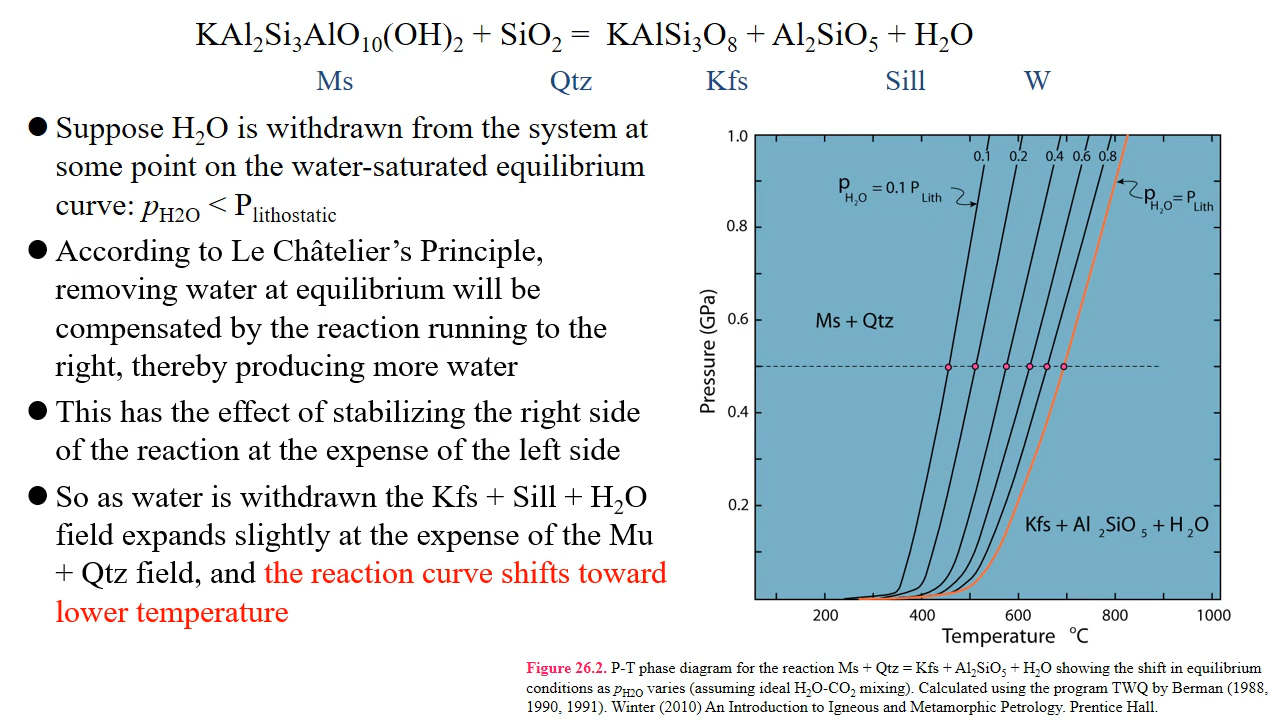 KAl₂Si₃AlO₁₀(OH)₂ + SiO₂ = KAlSi₃O₈ + Al₂SiO₅ + H₂O
Ms Qtz Kfs Sill W
● Suppose H₂O is withdrawn from the system at
some point on the water-saturated equilibrium
curve: pH2O < Plithostatic
● According to Le Châtelier’s Principle,
removing water at equilibrium will be
compensated by the reaction running to the
right, thereby producing more water
● This has the effect of stabilizing the right side
of the reaction at the expense of the left side
● So as water is withdrawn the Kfs + Sill + H₂O
field expands slightly at the expense of the Mu
+ Qtz field, and the reaction curve shifts toward
lower temperature
1.0
0.8
0.6
0.4
0.2
Pressure (GPa)
0.1 0.2 0.4 0.6 0.8
pH₂O = 0.1 PLith
pH₂O = PLith
Ms + Qtz
Kfs + Al₂SiO₅ + H₂O
200 400 600 800 1000
Temperature °C
Figure 26.2. P-T phase diagram for the reaction Ms + Qtz = Kfs + Al₂SiO₅ + H₂O showing the shift in equilibrium
conditions as pH2O varies (assuming ideal H₂O-CO₂ mixing). Calculated using the program TWQ by Berman (1988,
1990, 1991). Winter (2010) An Introduction to Igneous and Metamorphic Petrology. Prentice Hall.